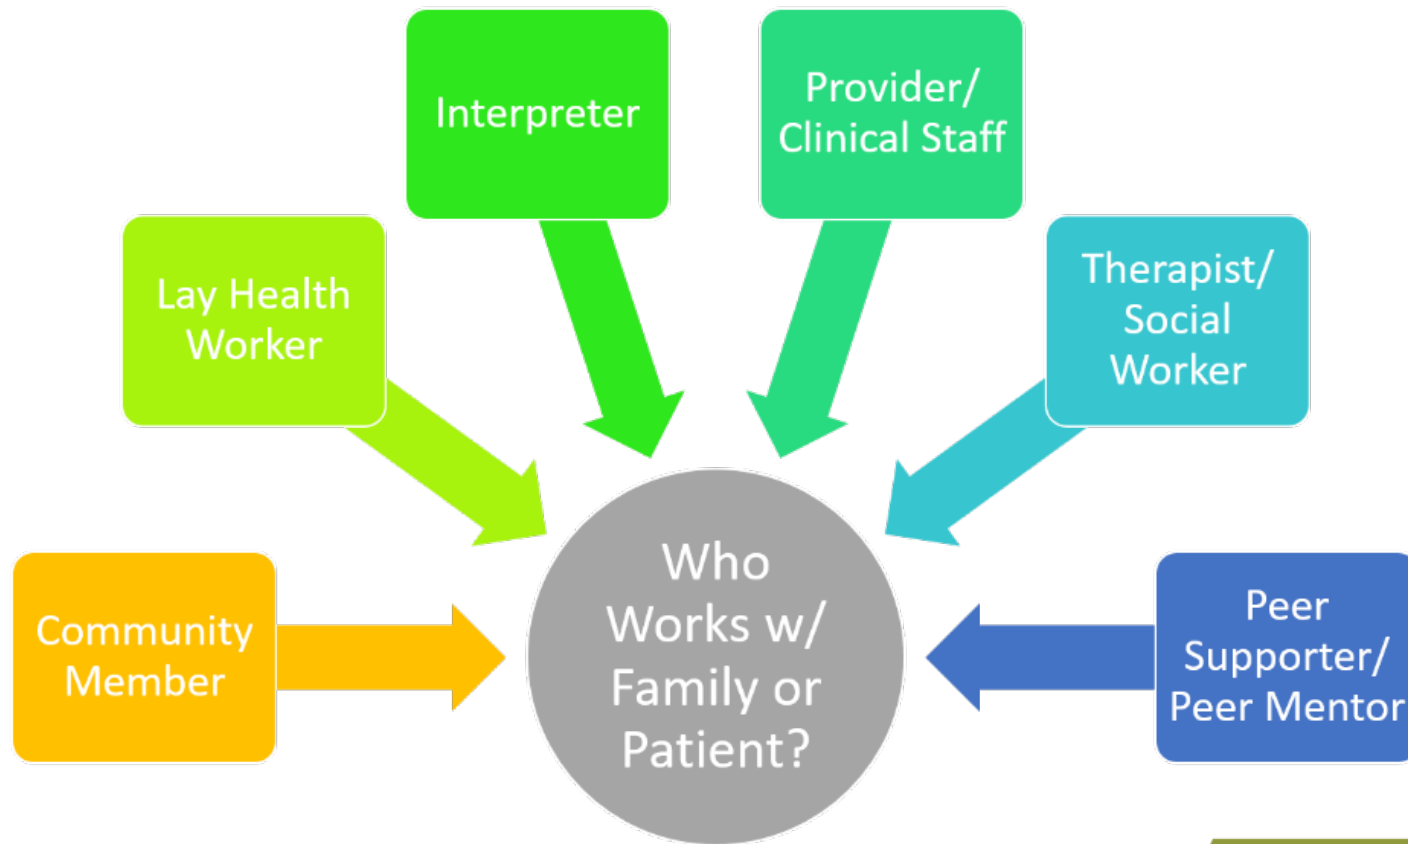 Interpreter
Provider/
Clinical Staff
Lay Health
Worker
Therapist/
Social
Worker
Community
Member
Who
Works w/
Family or
Patient?
Peer
Supporter/
Peer Mentor